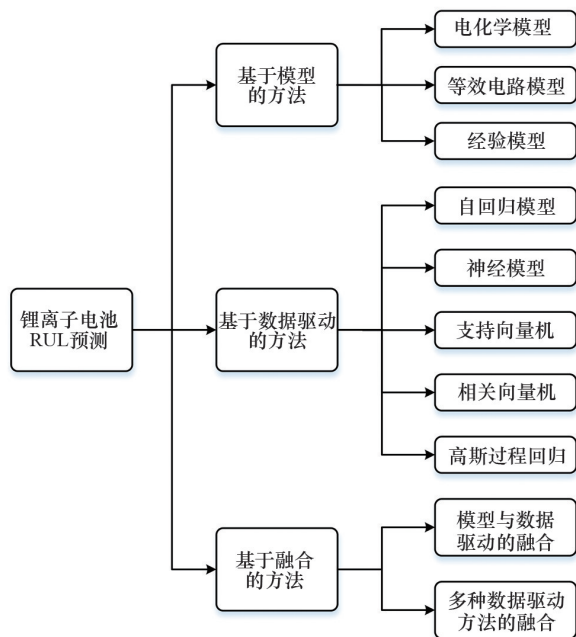 锂离子电池
RUL预测
基于模型
的方法
电化学模型
等效电路模型
经验模型
基于数据驱动
的方法
自回归模型
神经模型
支持向量机
相关向量机
高斯过程回归
基于融合
的方法
模型与数据
驱动的融合
多种数据驱动
方法的融合